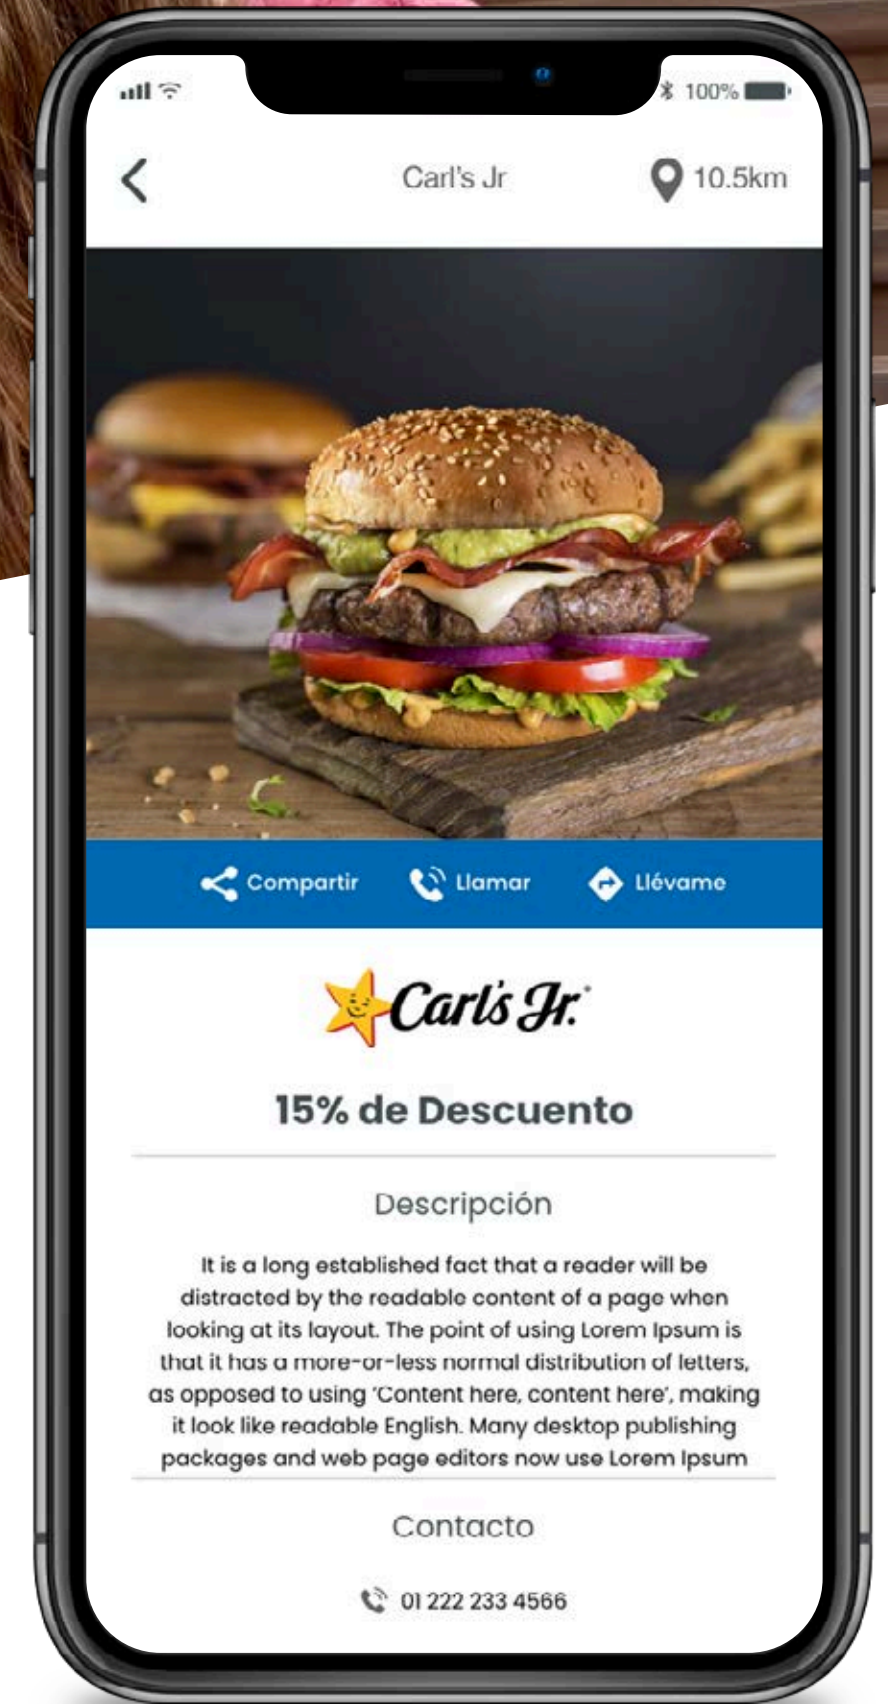 100%
Carl's Jr
10.5km
Compartir
Llamar
Llévame
Carl's Jr.
15% de Descuento
Descripción
It is a long established fact that a reader will be
distracted by the readable content of a page when
looking at its layout. The point of using Lorem Ipsum is
that it has a more-or-less normal distribution of letters,
as opposed to using 'Content here, content here', making
it look like readable English. Many desktop publishing
packages and web page editors now use Lorem Ipsum
Contacto
01 222 233 4566